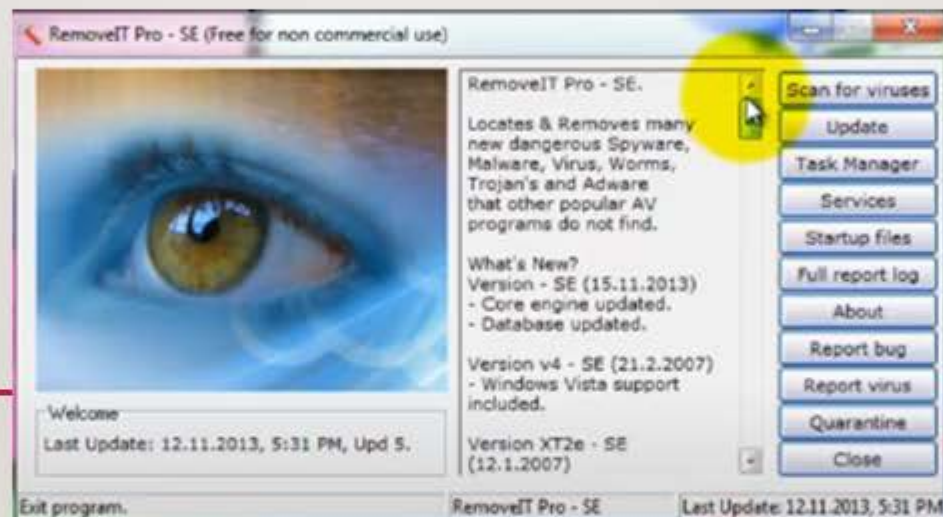 RemoveIT Pro - SE (Free for non commercial use)
RemoveIT Pro - SE.
Locates & Removes many
new dangerous Spyware,
Malware, Virus, Worms,
Trojan's and Adware
that other popular AV
programs do not find.
What's New?
Version - SE (15.11.2013)
- Core engine updated.
- Database updated.
Version v4 - SE (21.2.2007)
- Windows Vista support
included.
Version XT2e - SE
(12.1.2007)
Scan for viruses
Update
Task Manager
Services
Startup files
Full report log
About
Report bug
Report virus
Quarantine
Close
Welcome
Last Update: 12.11.2013, 5:31 PM, Upd 5.
Exit program.
RemoveIT Pro - SE
Last Update: 12.11.2013, 5:31 PM